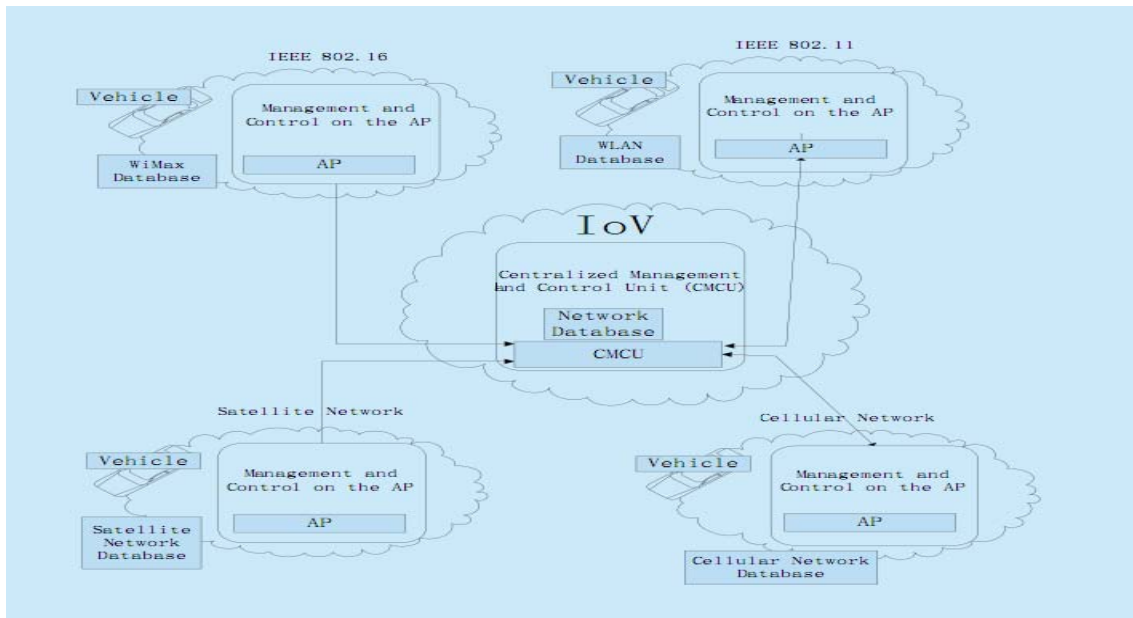 IEEE 802.16
Vehicle
Management and
Control on the AP
AP
WiMax
Database
IEEE 802.11
Vehicle
Management and
Control on the AP
AP
WLAN
Database
IoV
Centralized Management
and Control Unit (CMCU)
Network
Database
CMCU
Satellite Network
Vehicle
Management and
Control on the AP
AP
Satellite
Network
Database
Cellular Network
Vehicle
Management and
Control on the AP
AP
Cellular Network
Database